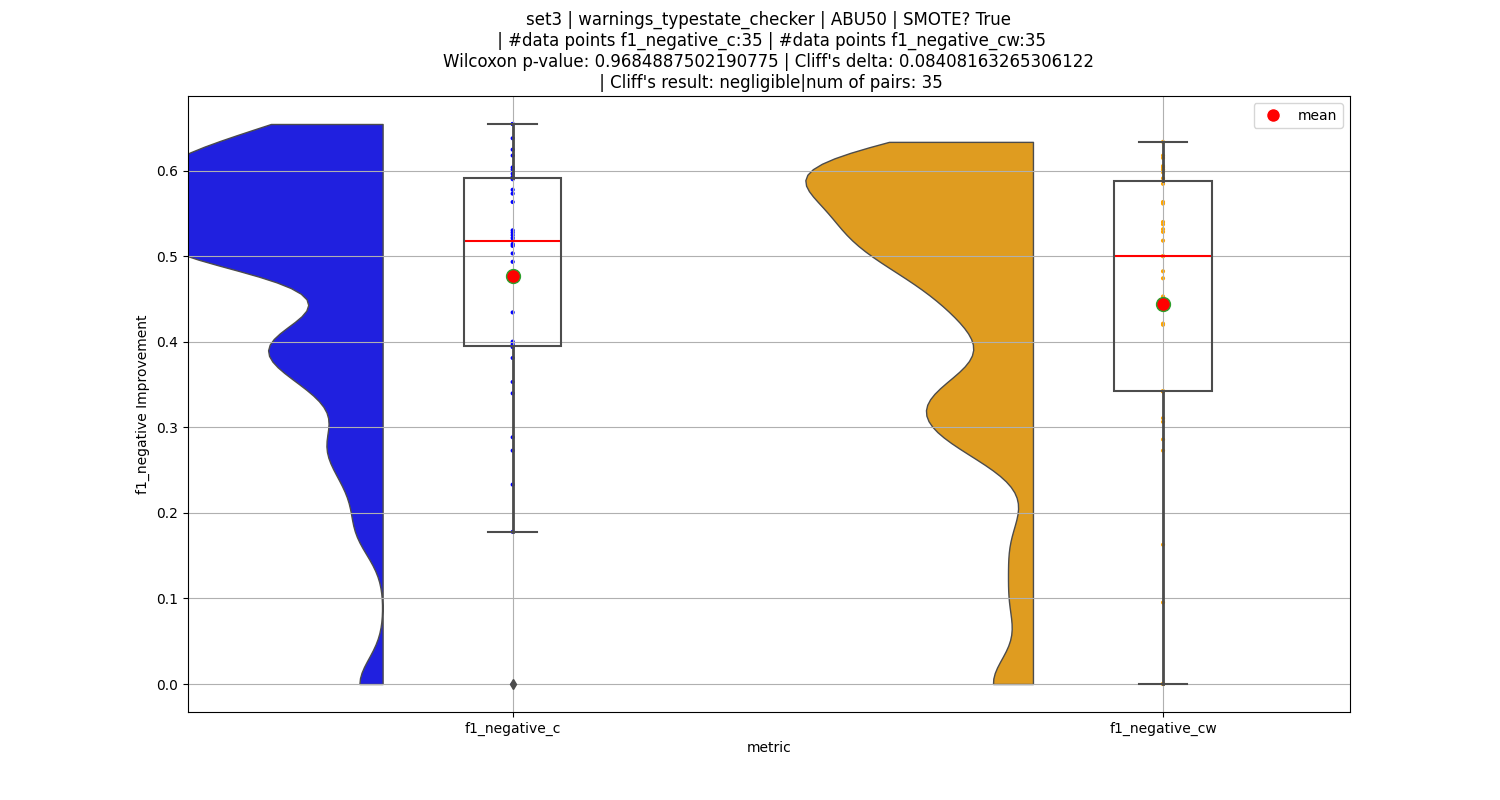 set3 | warnings_typestate_checker | ABU50 | SMOTE? True
| #data points f1_negative_c:35 | #data points f1_negative_cw:35
Wilcoxon p-value: 0.9684887502190775 | Cliff's delta: 0.08408163265306122
| Cliff's result: negligible|num of pairs: 35
mean
f1_negative Improvement
0.6
0.5
0.4
0.3
0.2
0.1
0.0
f1_negative_c
f1_negative_cw
metric